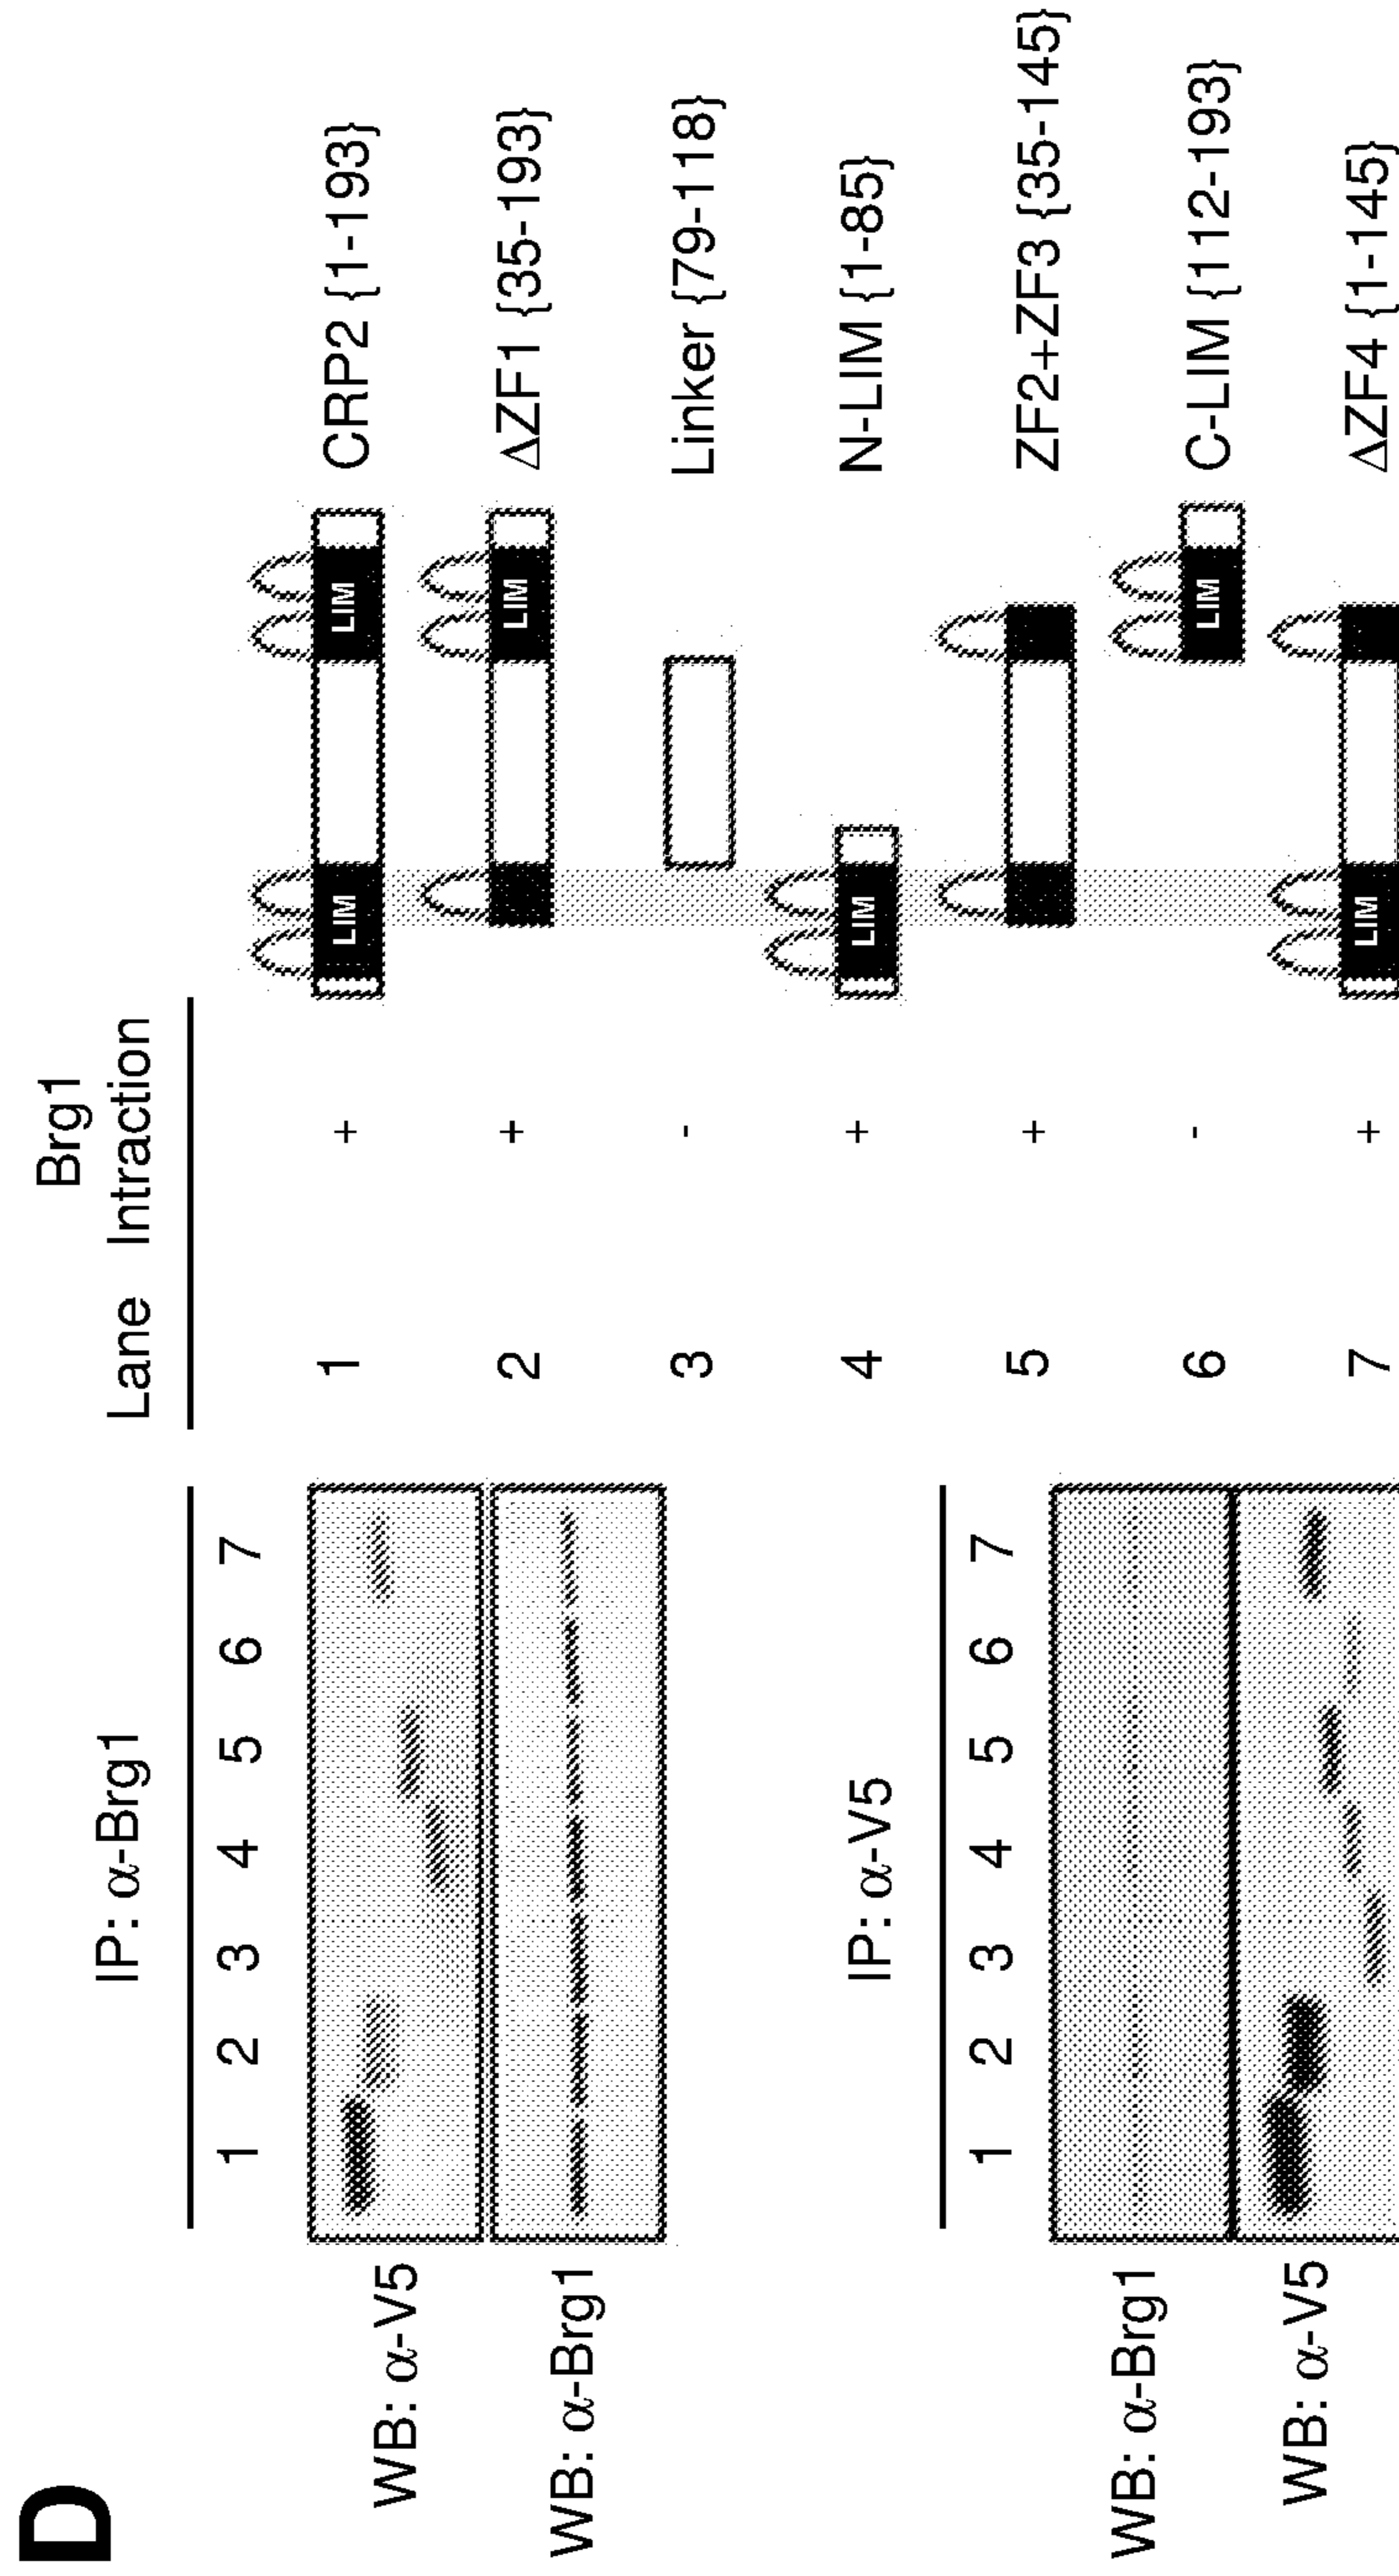 D
IP: α-Brg1
1 2 3 4 5 6 7
WB: α-V5
WB: α-Brg1
IP: α-V5
1 2 3 4 5 6 7
WB: α-Brg1
WB: α-V5
Brg1
Lane Intraction
1 + LIM LIM CRP2 {1-193}
2 + LIM ΔZF1 {35-193}
3 - Linker {79-118}
4 + LIM N-LIM {1-85}
5 + ZF2+ZF3 {35-145}
6 - LIM C-LIM {112-193}
7 + LIM ΔZF4 {1-145}